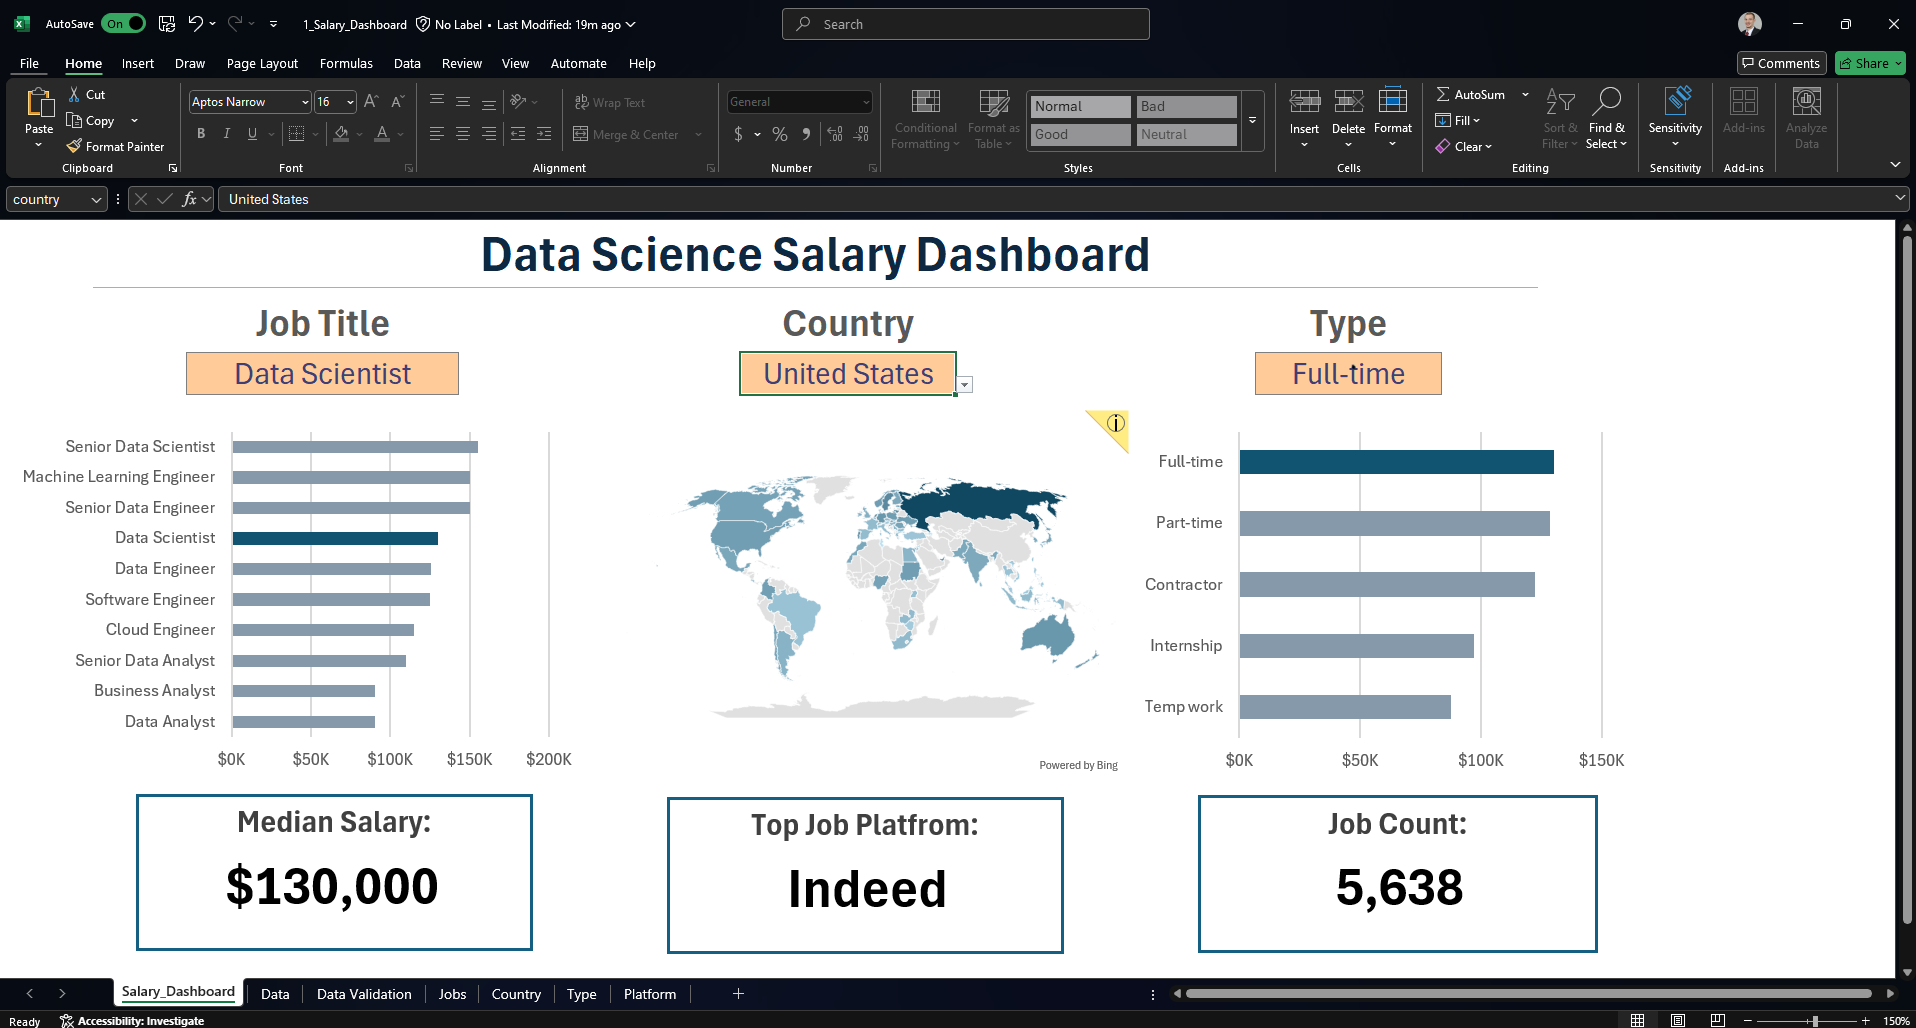 AutoSave On 1_Salary_Dashboard No Label • Last Modified: 19m ago Search
File Home Insert Draw Page Layout Formulas Data Review View Automate Help Comments Share
Paste
Cut
Copy
Format Painter
Clipboard
Aptos Narrow 16
B I U A
Font
Wrap Text
Merge & Center
Alignment
General
$ % 9
Number
Conditional Formatting
Format as Table
Normal Bad
Good Neutral
Styles
Insert Delete Format
Cells
AutoSum
Fill
Clear
Sort & Filter
Find & Select
Editing
Sensitivity
Sensitivity
Add-ins
Add-ins
Analyze Data
country fx United States
Data Science Salary Dashboard
Job Title
Data Scientist
Senior Data Scientist
Machine Learning Engineer
Senior Data Engineer
Data Scientist
Data Engineer
Software Engineer
Cloud Engineer
Senior Data Analyst
Business Analyst
Data Analyst
$0K $50K $100K $150K $200K
Country
United States
Powered by Bing
Type
Full-time
Full-time
Part-time
Contractor
Internship
Temp work
$0K $50K $100K $150K
Median Salary:
$130,000
Top Job Platfrom:
Indeed
Job Count:
5,638
Salary_Dashboard Data Data Validation Jobs Country Type Platform
Ready Accessibility: Investigate 150%